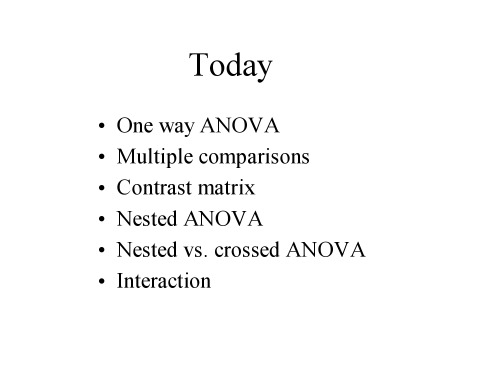 Today
• One way ANOVA
• Multiple comparisons
• Contrast matrix
• Nested ANOVA
• Nested vs. crossed ANOVA
• Interaction